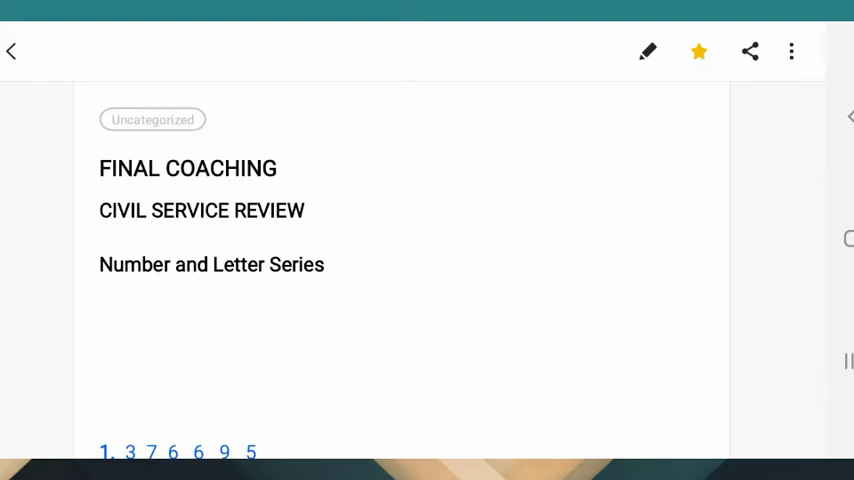 Uncategorized
FINAL COACHING
CIVIL SERVICE REVIEW
Number and Letter Series
1. 3 7 6 6 9 5